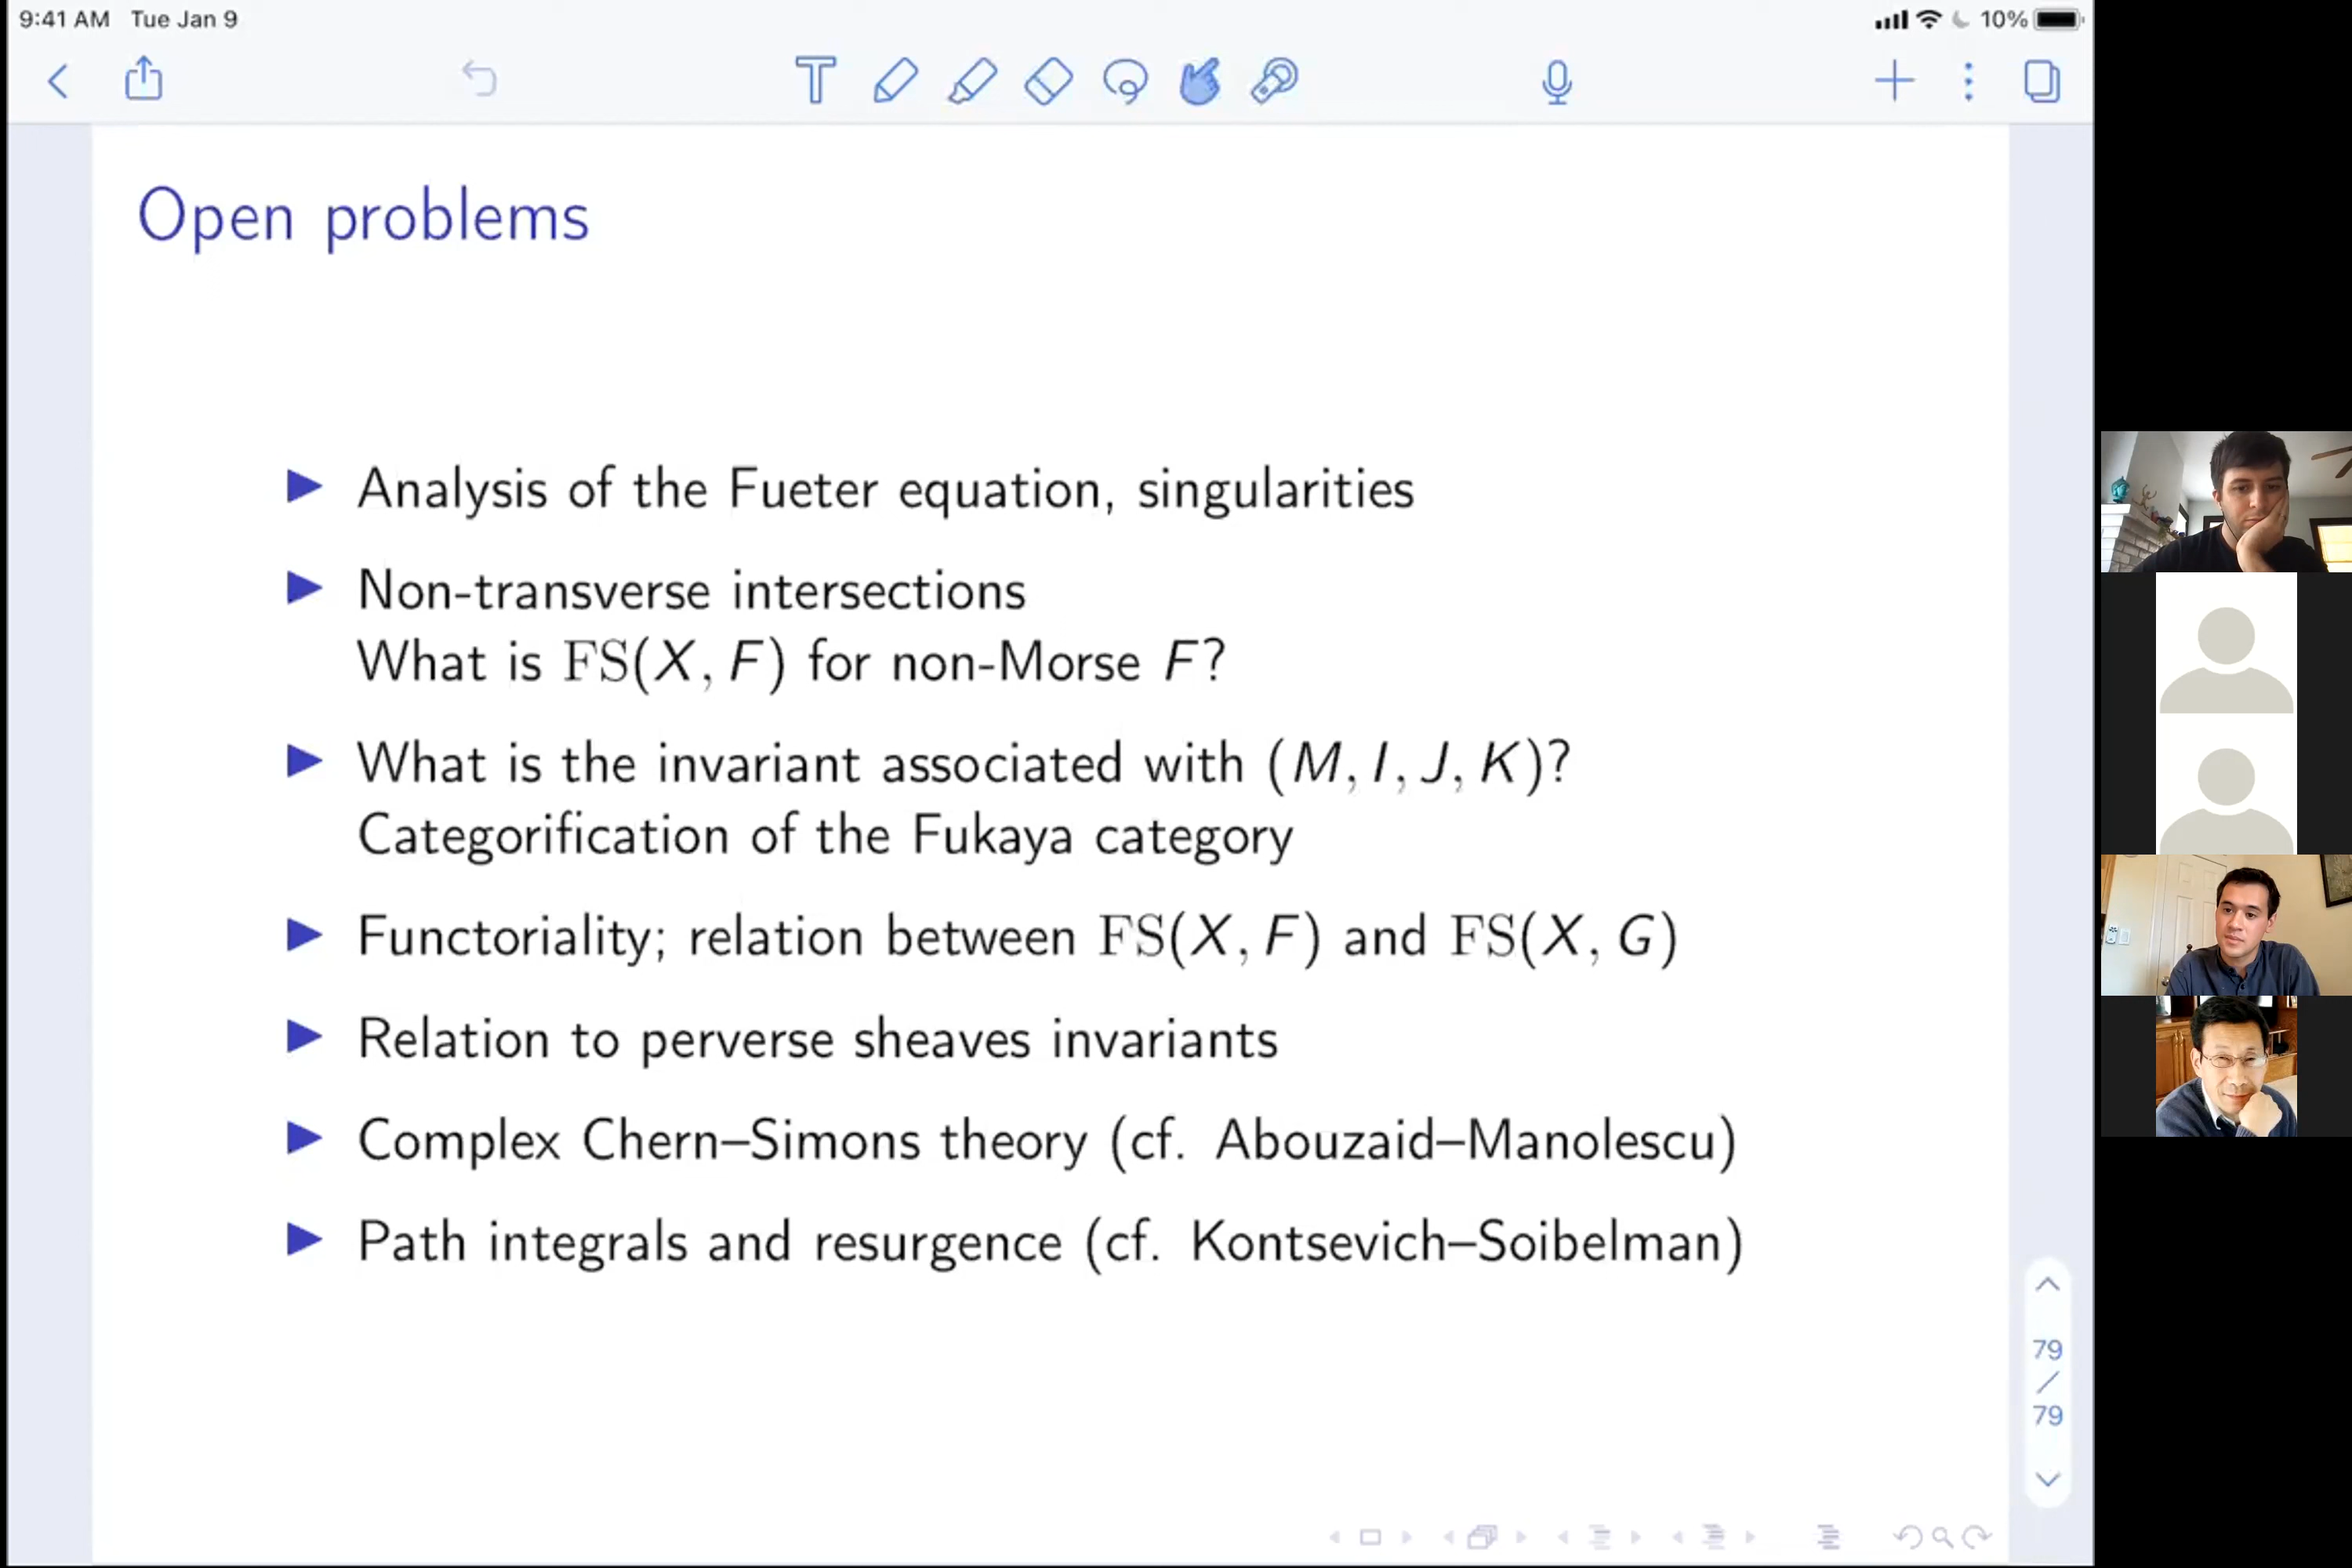 9:41 AM Tue Jan 9
10%
Open problems
▶ Analysis of the Fueter equation, singularities
▶ Non-transverse intersections
What is FS(X, F) for non-Morse F?
▶ What is the invariant associated with (M, I, J, K)?
Categorification of the Fukaya category
▶ Functoriality; relation between FS(X, F) and FS(X, G)
▶ Relation to perverse sheaves invariants
▶ Complex Chern–Simons theory (cf. Abouzaid–Manolescu)
▶ Path integrals and resurgence (cf. Kontsevich–Soibelman)
79
/
79